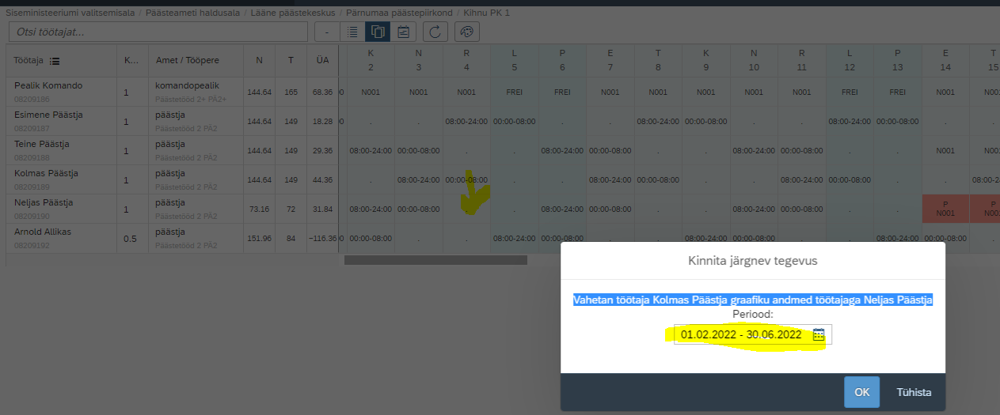 Siseministeeriumi valitsemisala / Päästeameti haldusala / Lääne päästekeskus / Pärnumaa päästepiirkond / Kihnu PK 1
Otsi töötajat...
-
Töötaja K... Amet / Tööpere N T ÜA K N R L P E T K N R L P E T
2 3 4 5 6 7 8 9 10 11 12 13 14 15
Pealik Komando 1 komandopealik 144.64 165 68.36 N001 N001 N001 FREI FREI N001 N001 N001 N001 N001 FREI FREI N001
08209186 Päästetööd 2+ PÄ2+
Esimene Päästja 1 päästja 144.64 149 18.28 . . 08:00-24:00 00:00-08:00 . . 08:00-24:00 00:00-08:00 . . 08:00-24:00 00:00-08:00 . .
08209187 Päästetööd 2 PÄ2
Teine Päästja 1 päästja 144.64 149 29.36 08:00-24:00 00:00-08:00 . . 08:00-24:00 00:00-08:00 . . 08:00-24:00 00:00-08:00 . . N001
08209188 Päästetööd 2 PÄ2
Kolmas Päästja 1 päästja 144.64 149 44.36 . 08:00-24:00 00:00-08:00 . . 08:00-24:00 00:00-08:00 . . 08:00-24:00 00:00-08:00 . .
08209189 Päästetööd 2 PÄ2
Neljas Päästja 1 päästja 73.16 72 31.84 08:00-24:00 00:00-08:00 . . 08:00-24:00 00:00-08:00 . . 08:00-24:00 00:00-08:00 . . P P
08209190 Päästetööd 2 PÄ2 N001
Arnold Allikas 0.5 päästja 151.96 84 −116.36 00:00-08:00 . . 08:00-24:00 00:00-08:00 . . 08:00-24:00 00:00-08:00 . . 08:00-24:00 00:00-08:00 .
08209192 Päästetööd 2 PÄ2
Kinnita järgnev tegevus
Vahetan töötaja Kolmas Päästja graafiku andmed töötajaga Neljas Päästja
Periood:
01.02.2022 - 30.06.2022
OK Tühista